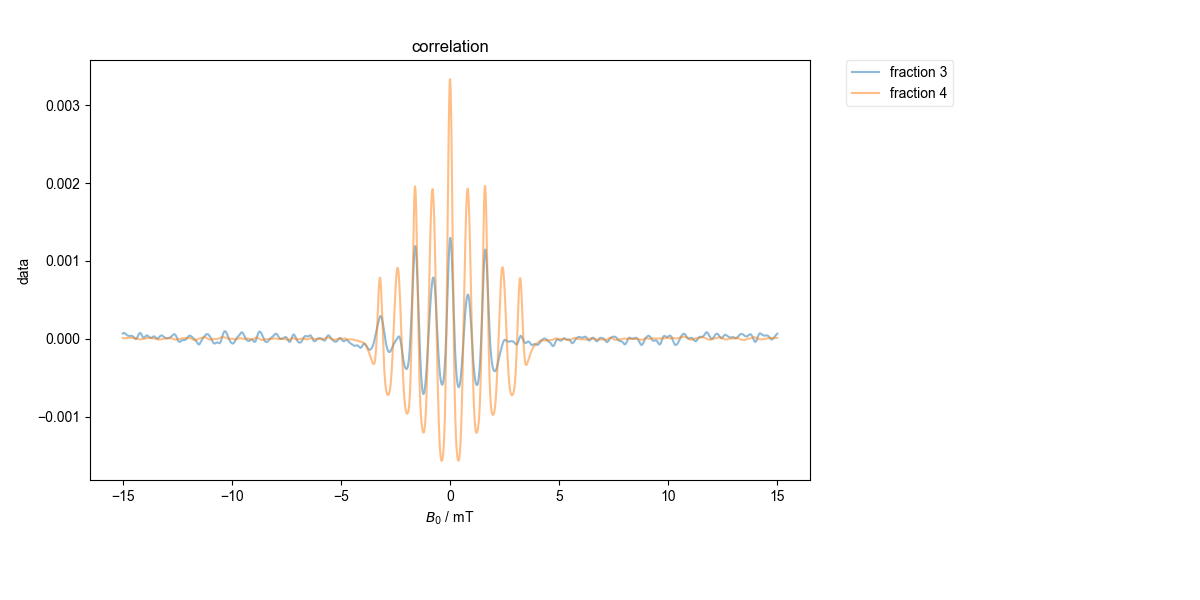 correlation
fraction 3
fraction 4
0.003
0.002
0.001
0.000
−0.001
data
−15 −10 −5 0 5 10 15
B₀ / mT